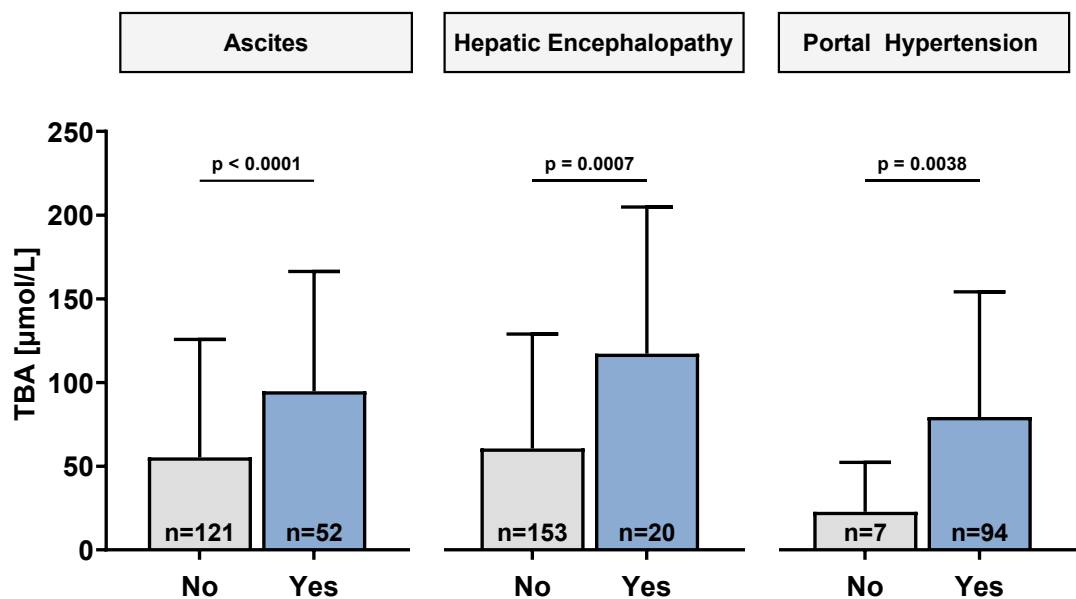 Ascites
Hepatic Encephalopathy
Portal Hypertension
TBA [µmol/L]
250
200
150
100
50
0
p < 0.0001
p = 0.0007
p = 0.0038
n=121
n=52
n=153
n=20
n=7
n=94
No
Yes
No
Yes
No
Yes